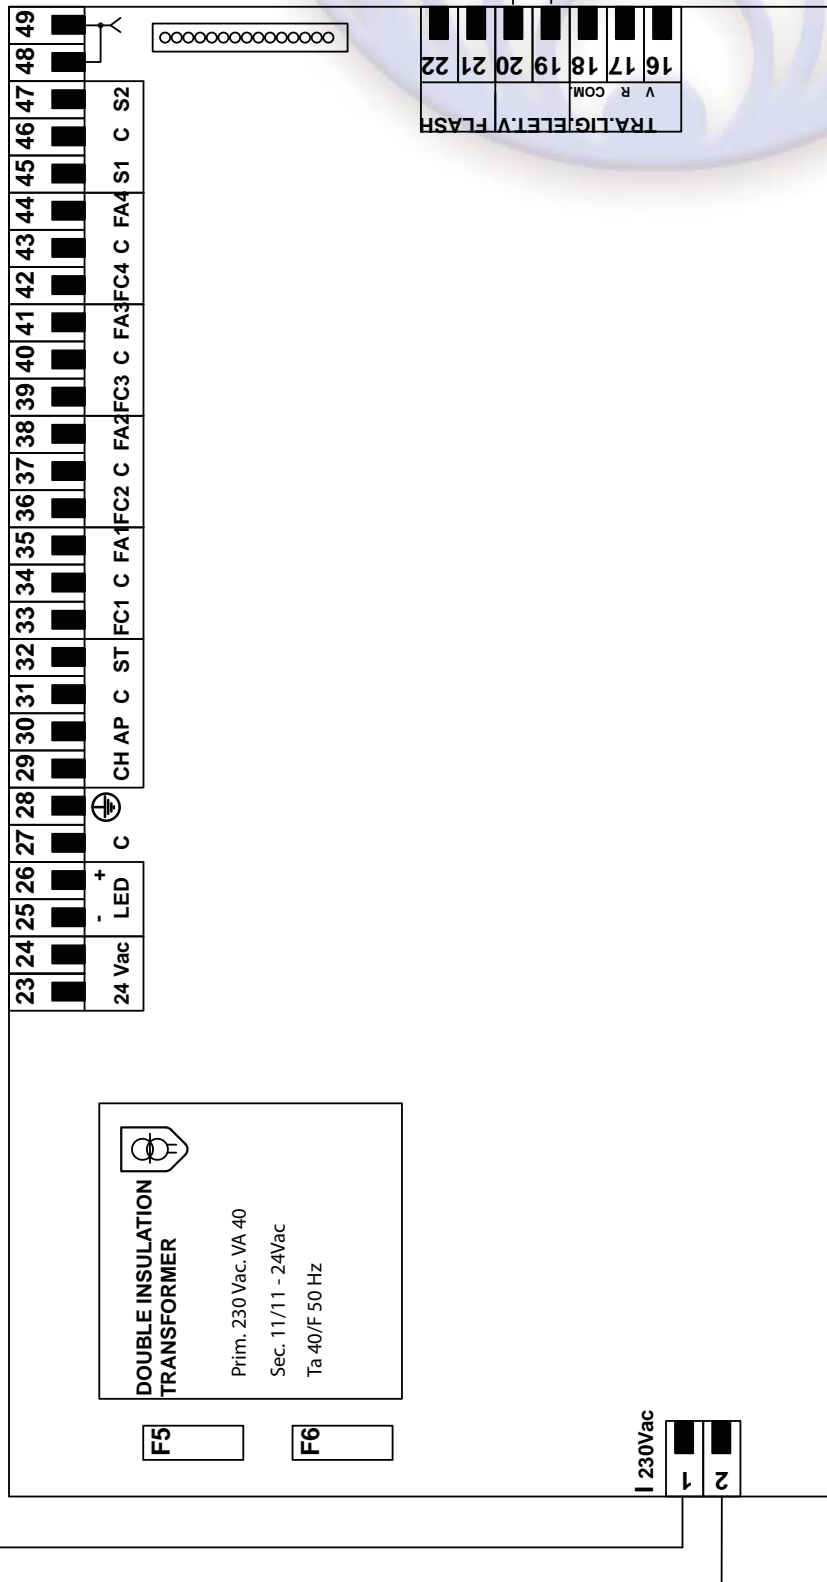 49
48
47 S2
46 C
45 S1
44 FA4
43 C
42 FC4
41 FA3
40 C
39 FC3
38 FA2
37 C
36 FC2
35 FA1
34 C
33 FC1
32 ST
31 C
30 AP
29 CH
28
27 C
26 +
25 -
LED
24
23
24 Vac
22 21 20 19 18 17 16
COM. R V
FLASH ELET.V TRA.LIG.
DOUBLE INSULATION
TRANSFORMER
Prim. 230 Vac. VA 40
Sec. 11/11 - 24Vac
Ta 40/F 50 Hz
F5
F6
I 230Vac
1
2